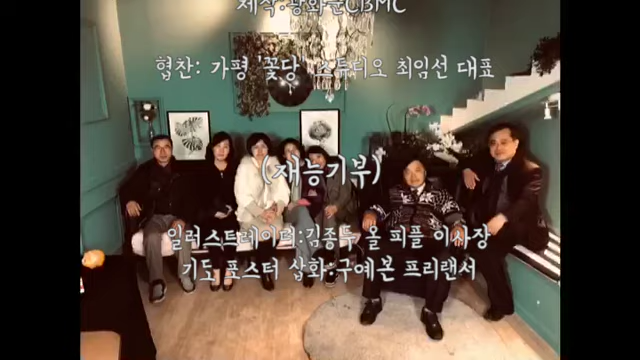 제작:광화문CBMC
협찬: 가평 '꽃당' 스튜디오 최임선 대표
(재능기부)
일러스트레이터:김종두 올 피플 이사장
기도 포스터 삽화:구예본 프리랜서